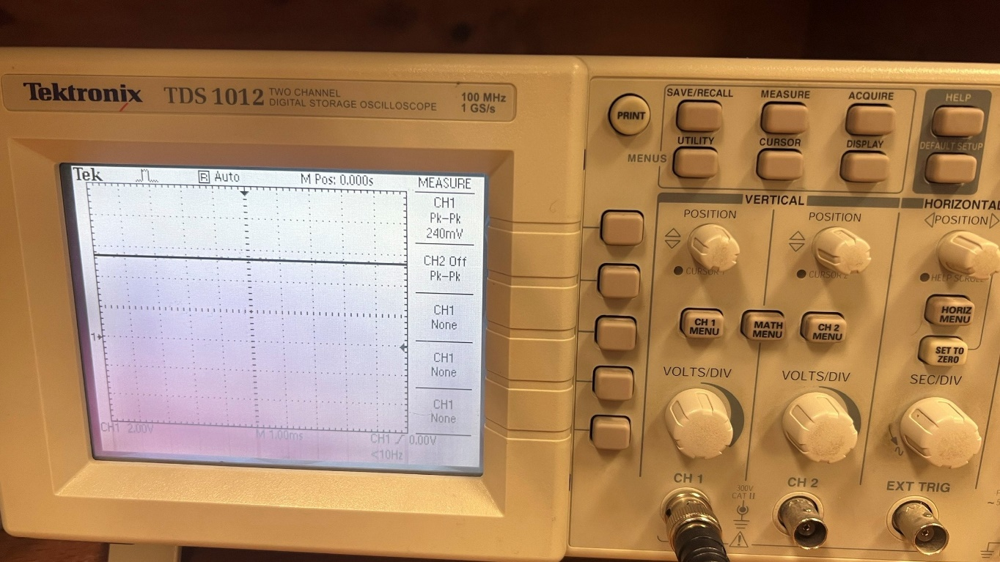 Tektronix TDS 1012 TWO CHANNEL
DIGITAL STORAGE OSCILLOSCOPE
100 MHz
1 GS/s
Tek
R Auto
M Pos: 0.000s
MEASURE
CH1
Pk-Pk
240mV
CH2 Off
Pk-Pk
CH1
None
CH1
None
CH1
None
1
CH1 2.00V
M 1.00ms
CH1
0.00V
<10Hz
PRINT
SAVE/RECALL
MEASURE
ACQUIRE
HELP
MENUS
UTILITY
CURSOR
DISPLAY
DEFAULT SETUP
VERTICAL
HORIZONTAL
POSITION
POSITION
POSITION
CURSOR 1
CURSOR 2
HELP SCROLL
CH 1
MENU
MATH
MENU
CH 2
MENU
HORIZ
MENU
SET TO
ZERO
VOLTS/DIV
VOLTS/DIV
SEC/DIV
CH 1
300V
CAT II
CH 2
EXT TRIG